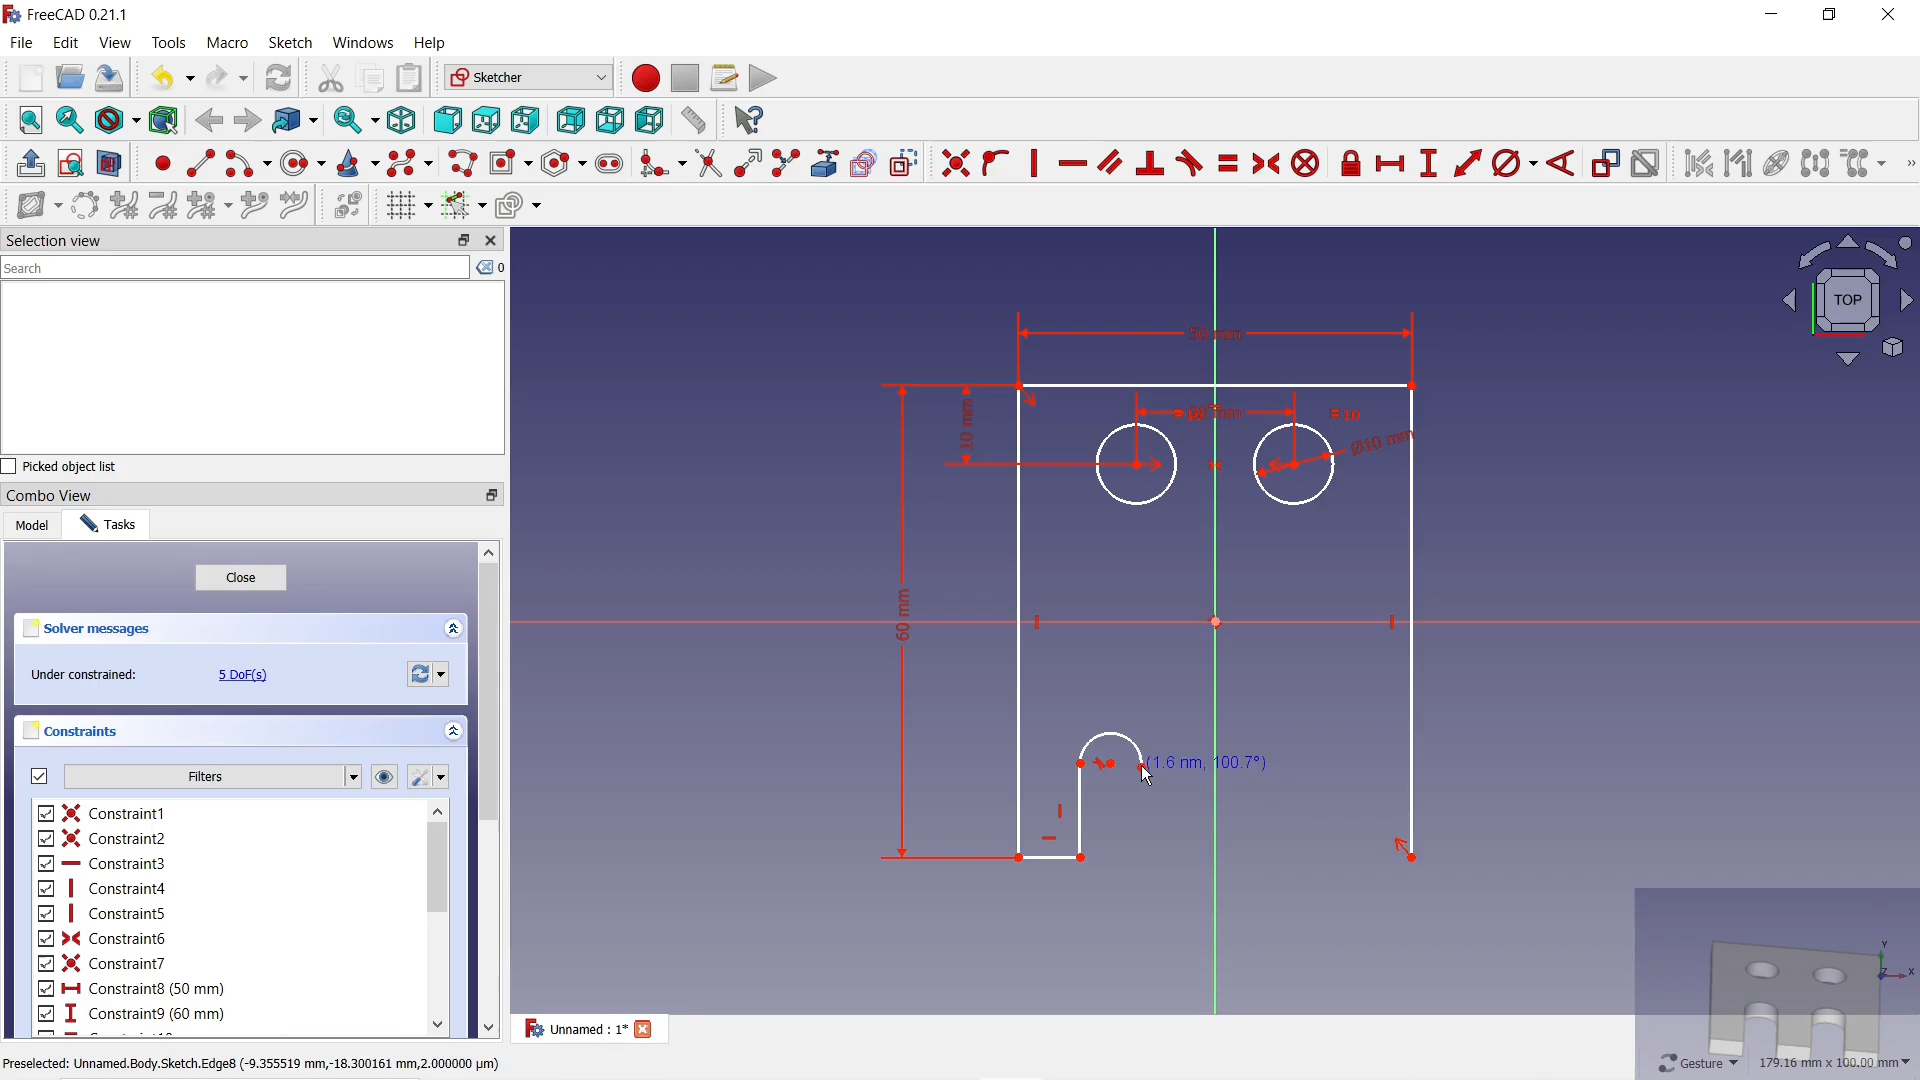 FreeCAD 0.21.1
File Edit View Tools Macro Sketch Windows Help
Sketcher
Selection view
Search
0
Picked object list
Combo View
Model Tasks
Close
Solver messages
Under constrained: 5 DoF(s)
Constraints
Filters
Constraint1
Constraint2
Constraint3
Constraint4
Constraint5
Constraint6
Constraint7
Constraint8 (50 mm)
Constraint9 (60 mm)
50 mm
10 mm
10
Ø10 mm
60 mm
(1.6 nm, 100.7°)
TOP
Y
Z
X
Unnamed : 1*
Preselected: Unnamed.Body.Sketch.Edge8 (-9.355519 mm,-18.300161 mm,2.000000 µm)
Gesture 179.16 mm x 100.00 mm